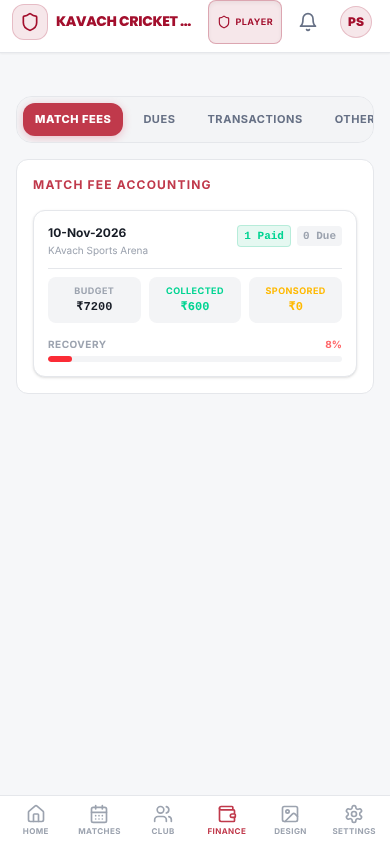 KAVACH CRICKET ...
PLAYER
PS
MATCH FEES
DUES
TRANSACTIONS
OTHER
MATCH FEE ACCOUNTING
10-Nov-2026
1 Paid
0 Due
KAvach Sports Arena
BUDGET
₹7200
COLLECTED
₹600
SPONSORED
₹0
RECOVERY
8%
HOME
MATCHES
CLUB
FINANCE
DESIGN
SETTINGS